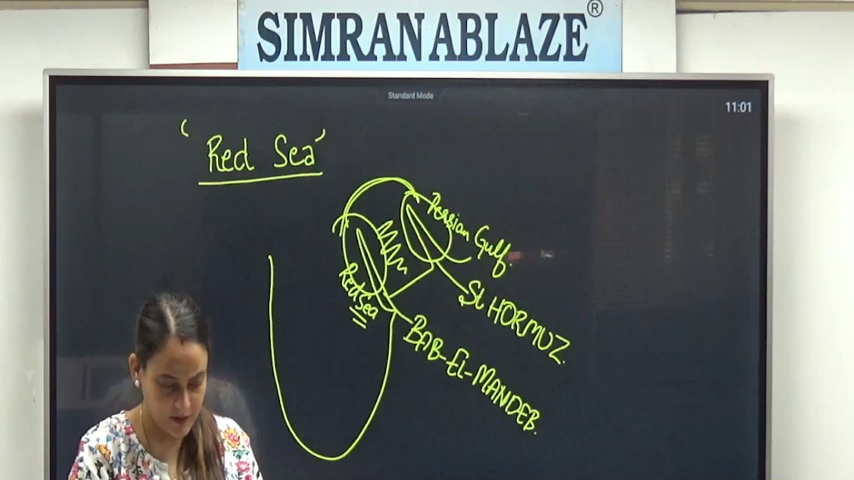 SIMRAN ABLAZE®
Standard Mode
11:01
' Red Sea'
Persian Gulf.
Red Sea
St HORMUZ.
BAB-El-MANDEB.